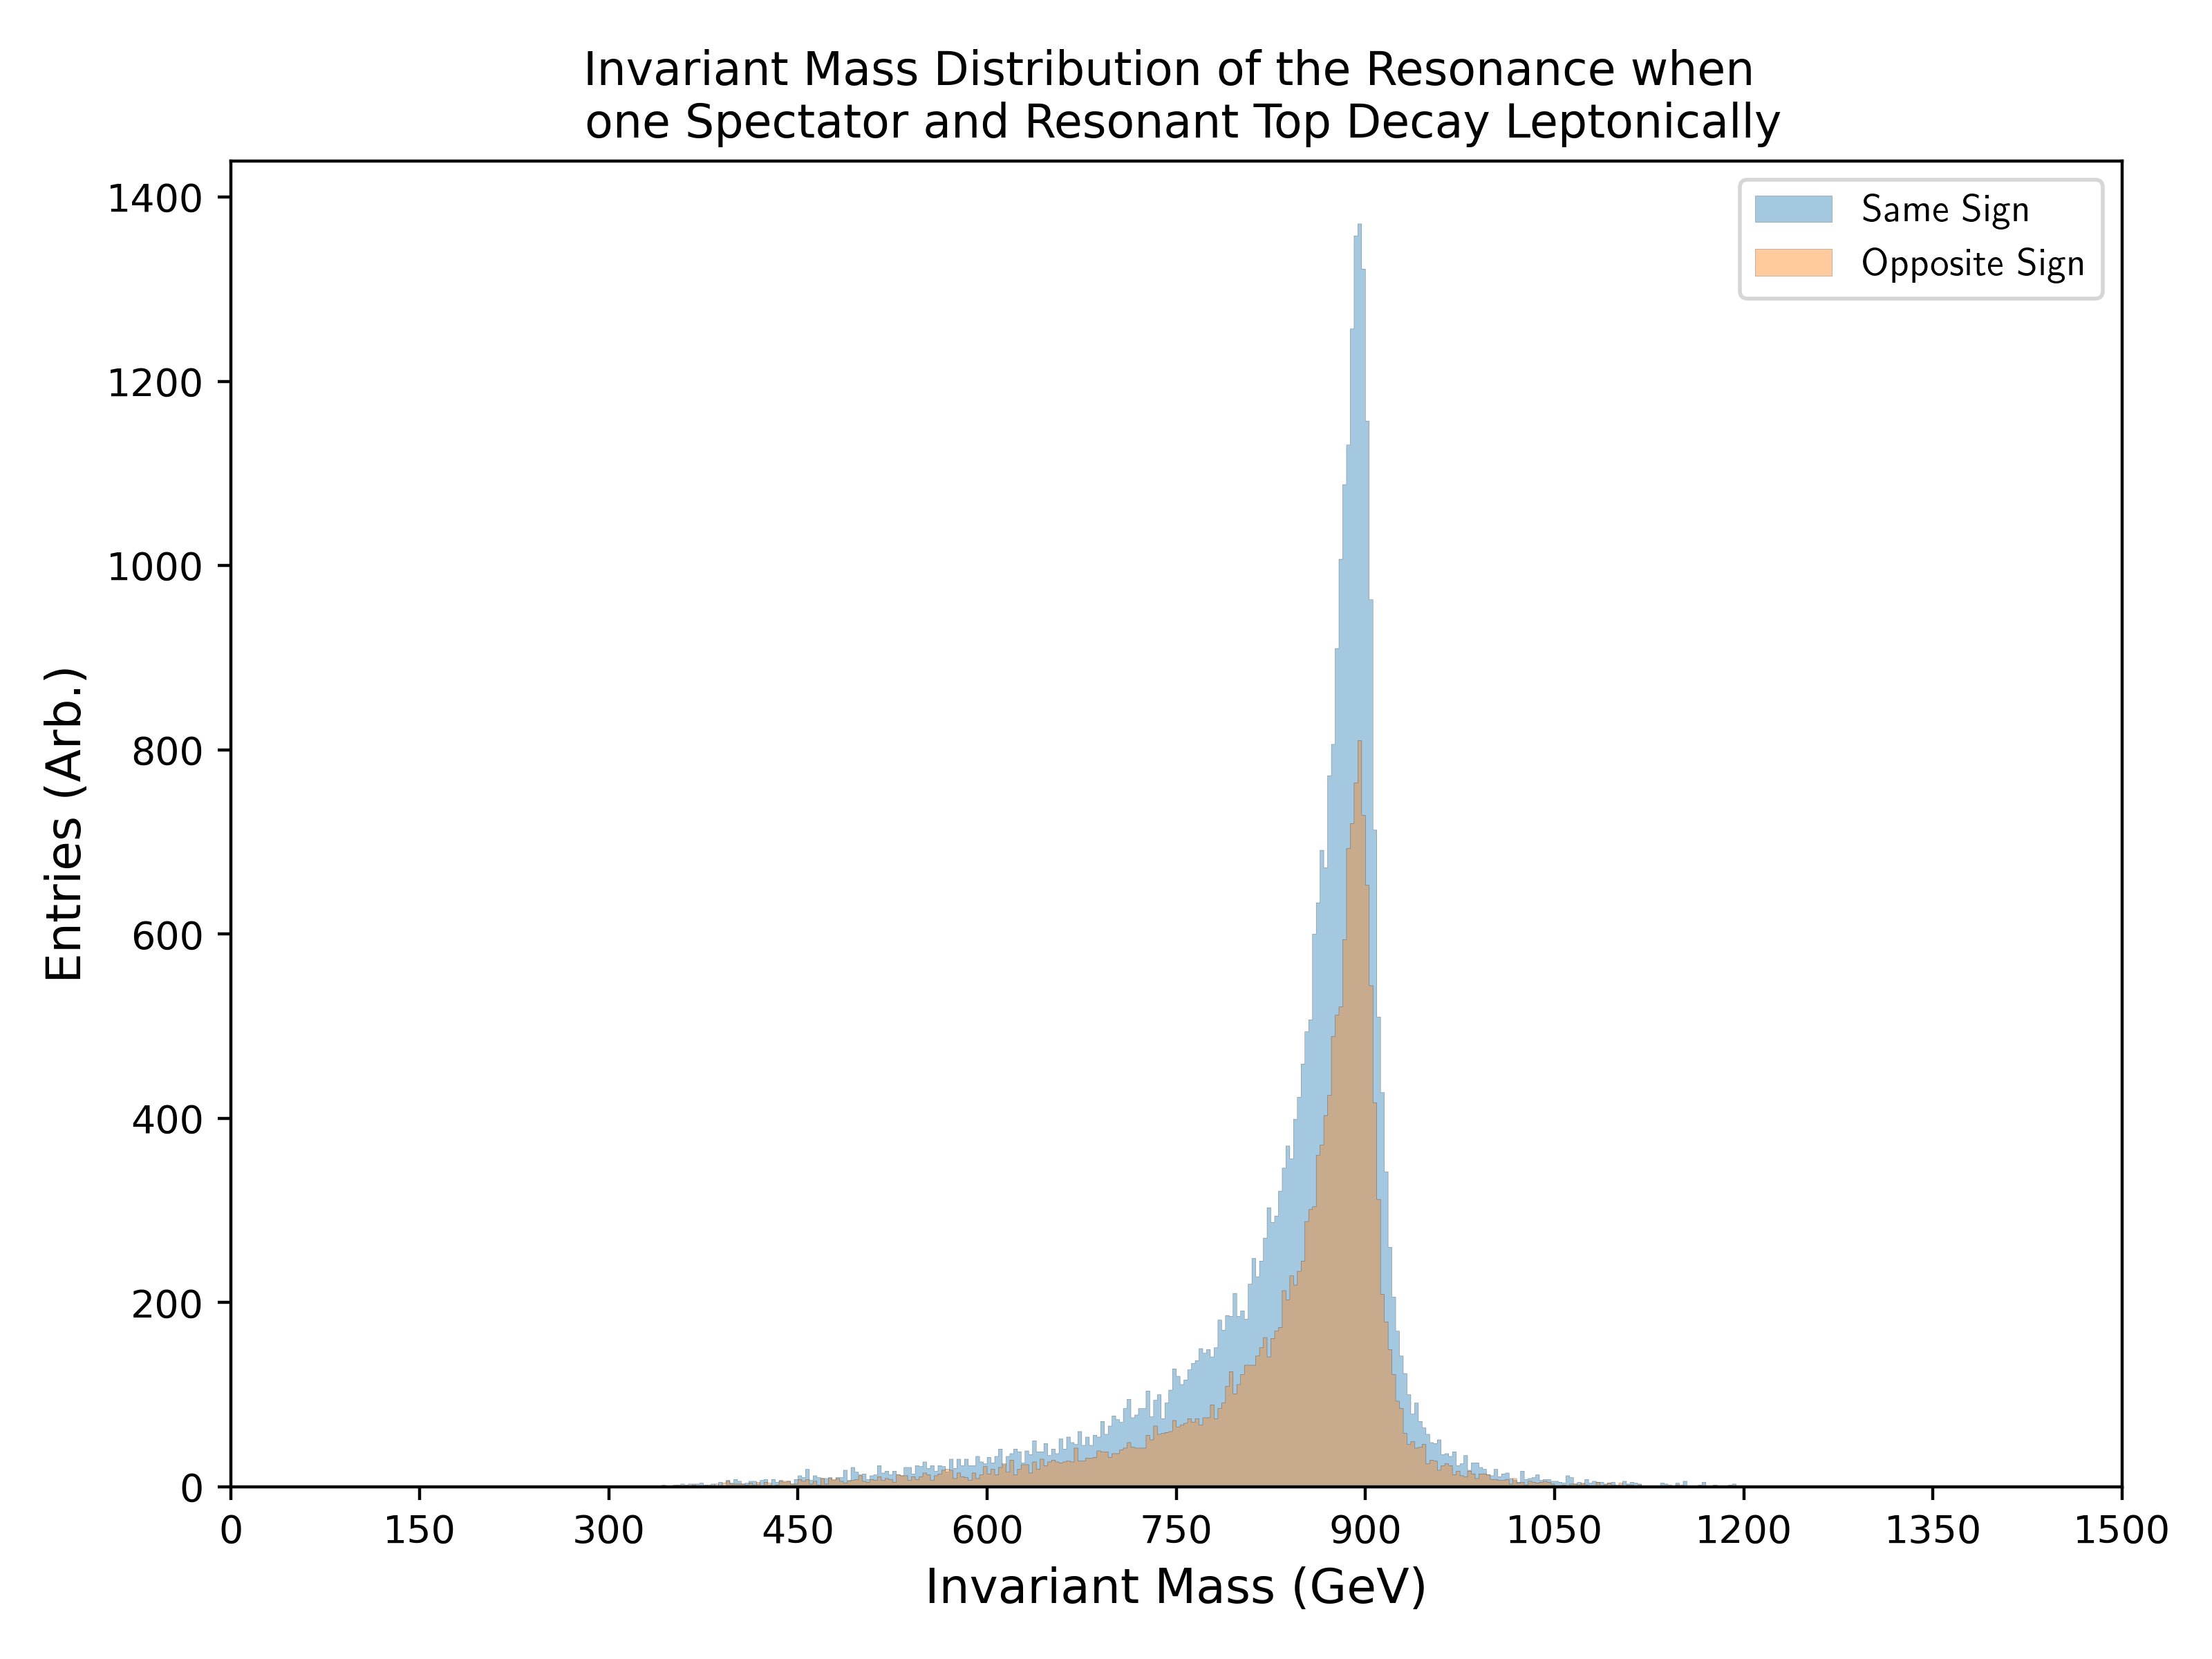 Invariant Mass Distribution of the Resonance when
one Spectator and Resonant Top Decay Leptonically
Same Sign
Opposite Sign
Entries (Arb.)
1400
1200
1000
800
600
400
200
0
0 150 300 450 600 750 900 1050 1200 1350 1500
Invariant Mass (GeV)